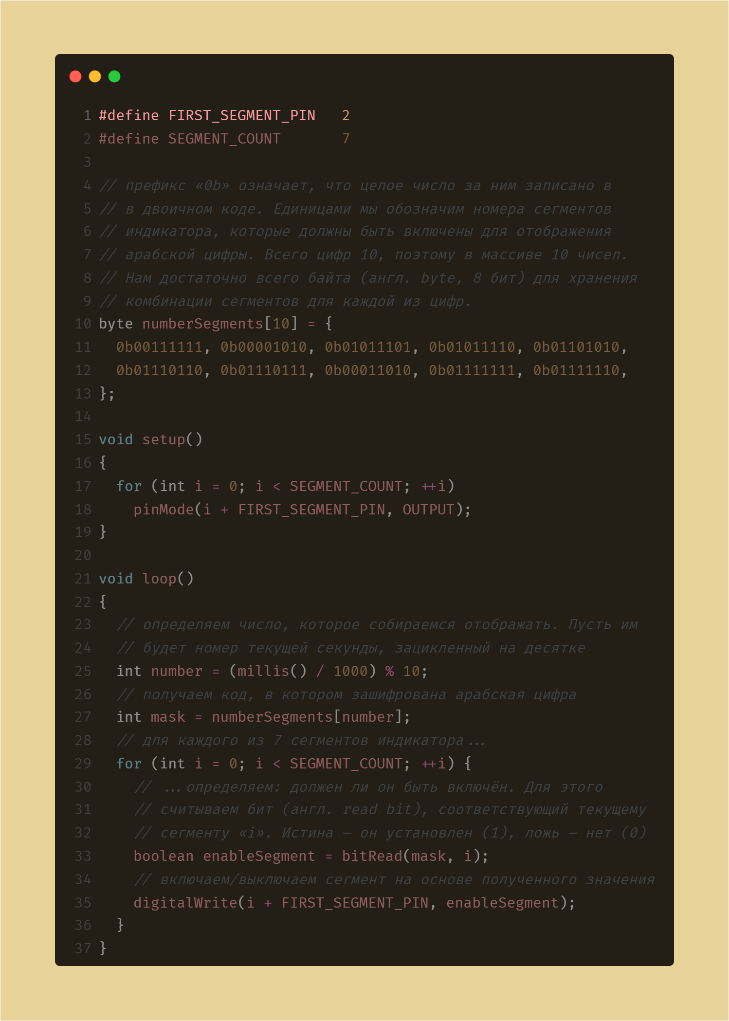 1 #define FIRST_SEGMENT_PIN 2
2 #define SEGMENT_COUNT 7
3
4 // префикс «0b» означает, что целое число за ним записано в
5 // в двоичном коде. Единицами мы обозначим номера сегментов
6 // индикатора, которые должны быть включены для отображения
7 // арабской цифры. Всего цифр 10, поэтому в массиве 10 чисел.
8 // Нам достаточно всего байта (англ. byte, 8 бит) для хранения
9 // комбинации сегментов для каждой из цифр.
10 byte numberSegments[10] = {
11 0b00111111, 0b00001010, 0b01011101, 0b01011110, 0b01101010,
12 0b01110110, 0b01110111, 0b00011010, 0b01111111, 0b01111110,
13 };
14
15 void setup()
16 {
17 for (int i = 0; i < SEGMENT_COUNT; ++i)
18 pinMode(i + FIRST_SEGMENT_PIN, OUTPUT);
19 }
20
21 void loop()
22 {
23 // определяем число, которое собираемся отображать. Пусть им
24 // будет номер текущей секунды, зацикленный на десятке
25 int number = (millis() / 1000) % 10;
26 // получаем код, в котором зашифрована арабская цифра
27 int mask = numberSegments[number];
28 // для каждого из 7 сегментов индикатора...
29 for (int i = 0; i < SEGMENT_COUNT; ++i) {
30 // ...определяем: должен ли он быть включён. Для этого
31 // считываем бит (англ. read bit), соответствующий текущему
32 // сегменту «i». Истина — он установлен (1), ложь — нет (0)
33 boolean enableSegment = bitRead(mask, i);
34 // включаем/выключаем сегмент на основе полученного значения
35 digitalWrite(i + FIRST_SEGMENT_PIN, enableSegment);
36 }
37 }